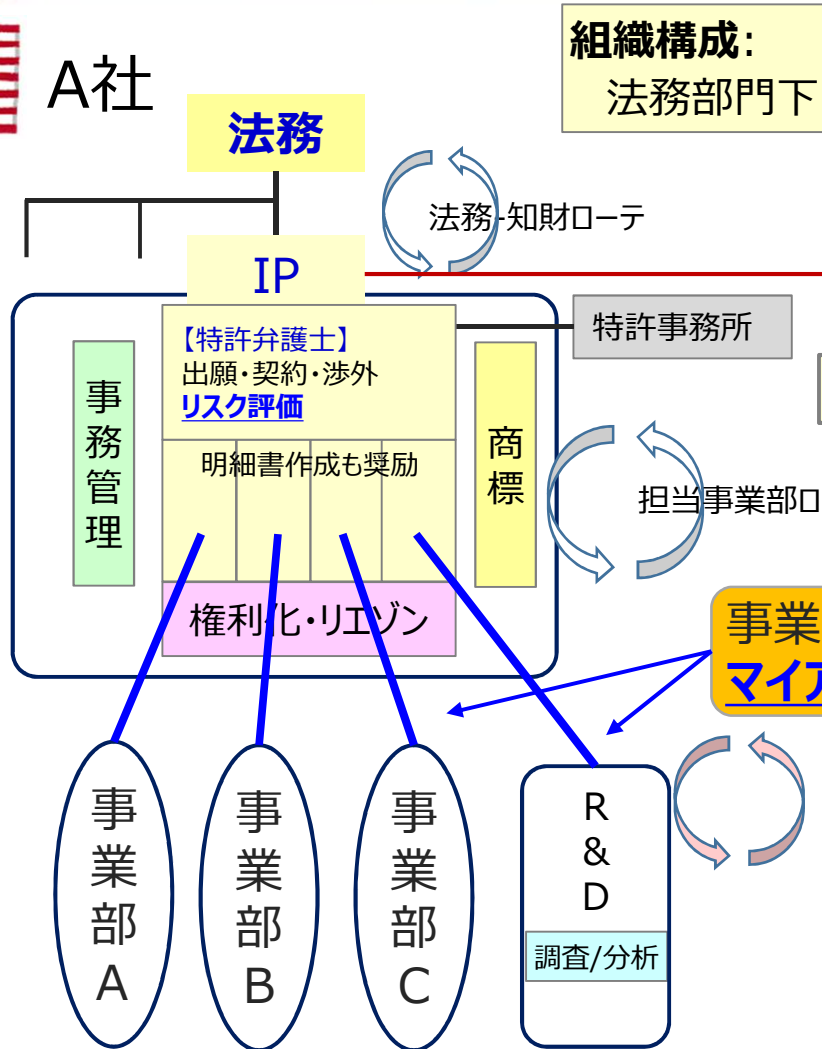 A社
組織構成:
法務部門下
法務
法務-知財ローテ
IP
【特許弁護士】
出願・契約・渉外
リスク評価
特許事務所
事務管理
明細書作成も奨励
商標
担当事業部ロ
権利化・リエゾン
事業
マイア
事業部A
事業部B
事業部C
R&D
調査/分析